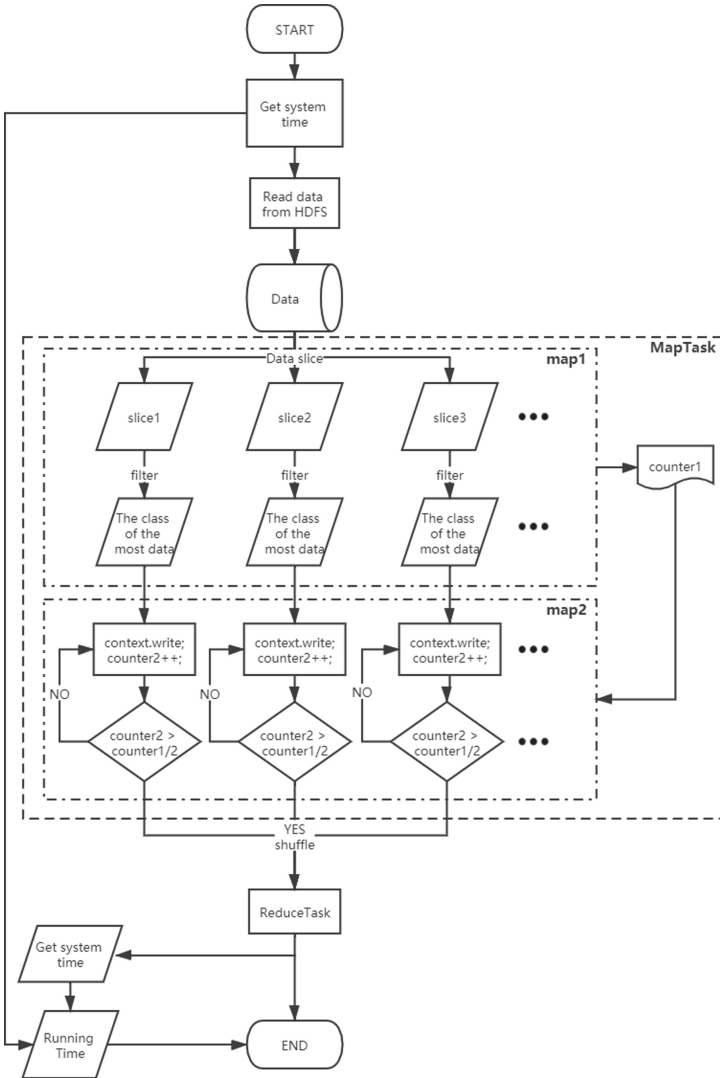 START
Get system
time
Read data
from HDFS
Data
MapTask
Data slice
map1
slice1
slice2
slice3
•••
counter1
filter
filter
filter
The class
of the
most data
The class
of the
most data
The class
of the
most data
•••
map2
context.write;
counter2++;
context.write;
counter2++;
context.write;
counter2++;
•••
NO
NO
NO
counter2 >
counter1/2
counter2 >
counter1/2
counter2 >
counter1/2
•••
YES
shuffle
ReduceTask
Get system
time
Running
Time
END